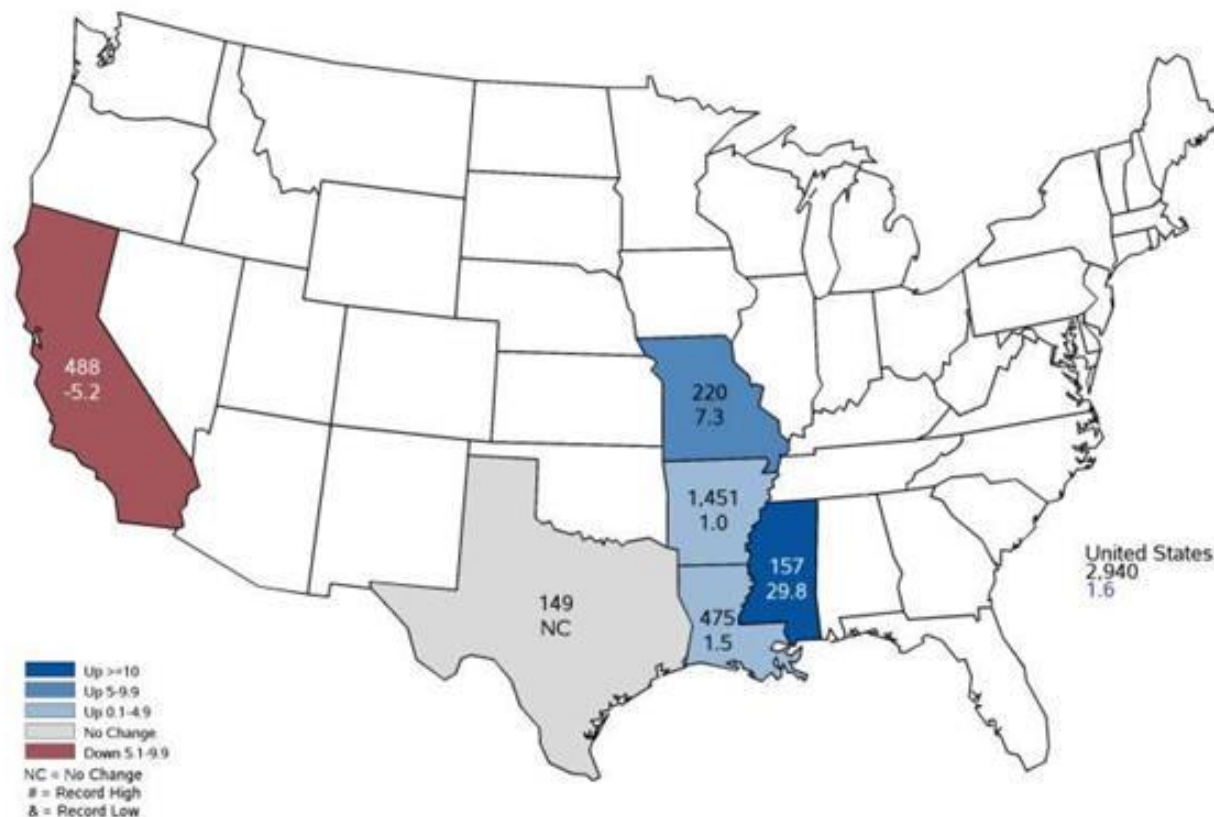 488
-5.2
220
7.3
1,451
1.0
157
29.8
149
NC
475
1.5
United States
2,940
1.6
Up >=10
Up 5-9.9
Up 0.1-4.9
No Change
Down 5.1-9.9
NC = No Change
# = Record High
& = Record Low